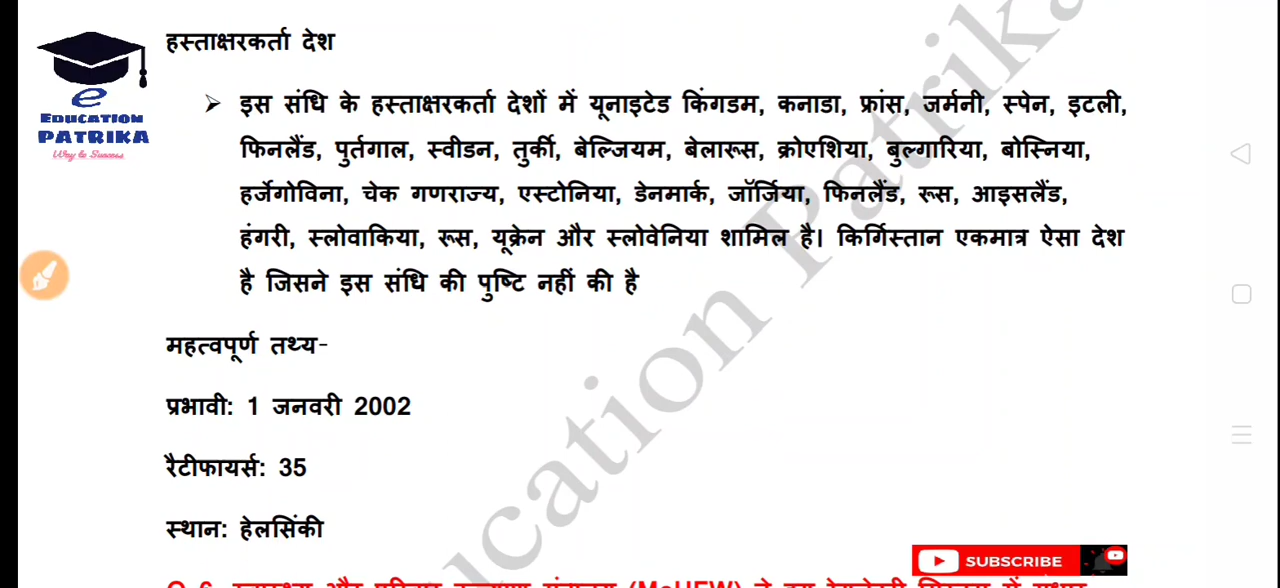 हस्ताक्षरकर्ता देश
➢ इस संधि के हस्ताक्षरकर्ता देशों में यूनाइटेड किंगडम, कनाडा, फ्रांस, जर्मनी, स्पेन, इटली,
फिनलैंड, पुर्तगाल, स्वीडन, तुर्की, बेल्जियम, बेलारूस, क्रोएशिया, बुल्गारिया, बोस्निया,
हर्जेगोविना, चेक गणराज्य, एस्टोनिया, डेनमार्क, जॉर्जिया, फिनलैंड, रूस, आइसलैंड,
हंगरी, स्लोवाकिया, रूस, यूक्रेन और स्लोवेनिया शामिल है। किर्गिस्तान एकमात्र ऐसा देश
है जिसने इस संधि की पुष्टि नहीं की है
महत्वपूर्ण तथ्य-
प्रभावी: 1 जनवरी 2002
रैटीफायर्स: 35
स्थान: हेलसिंकी
e
EDUCATION
PATRIKA
Way to Success
ucation Patrika
SUBSCRIBE
(MoHFW)